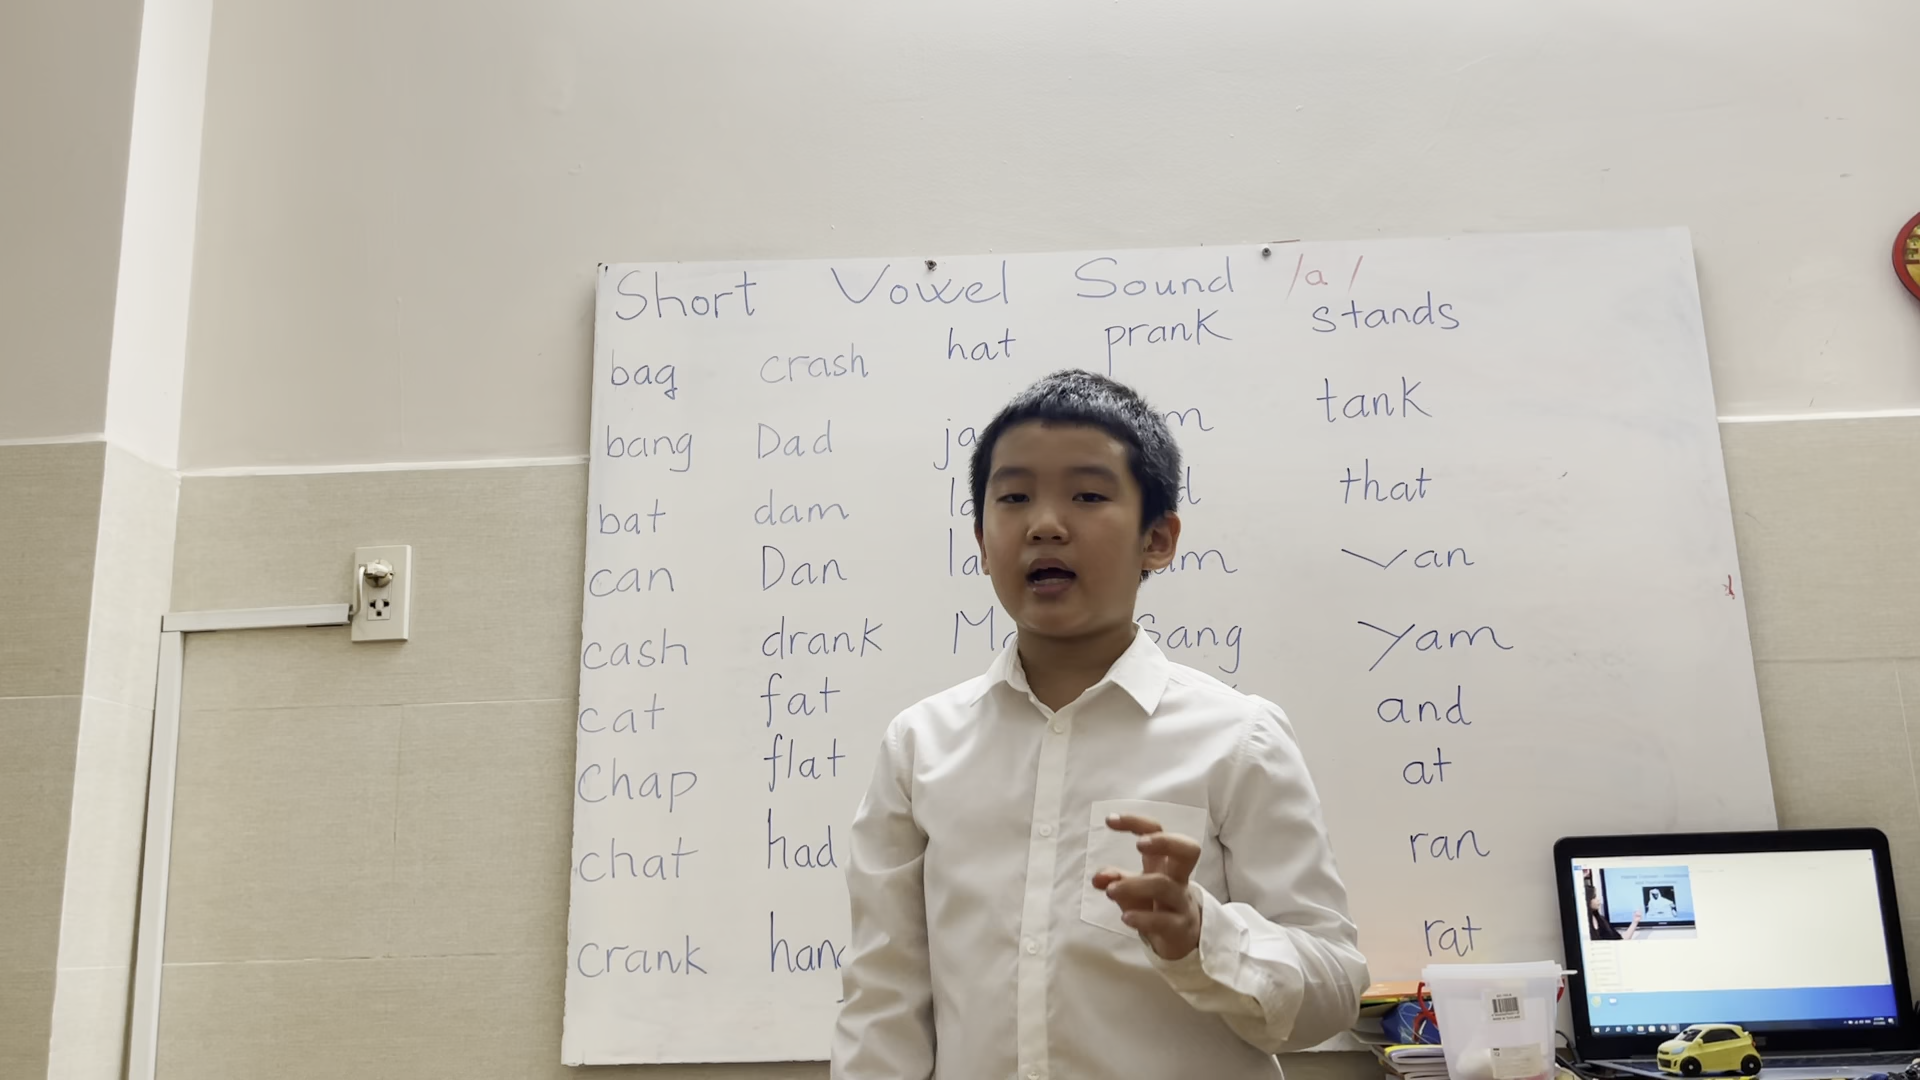 Short Vowel Sound /a/
bag crash hat prank stands
bang Dad tank
bat dam that
can Dan van
cash drank Sang yam
cat fat and
Chap flat at
chat had ran
crank rat